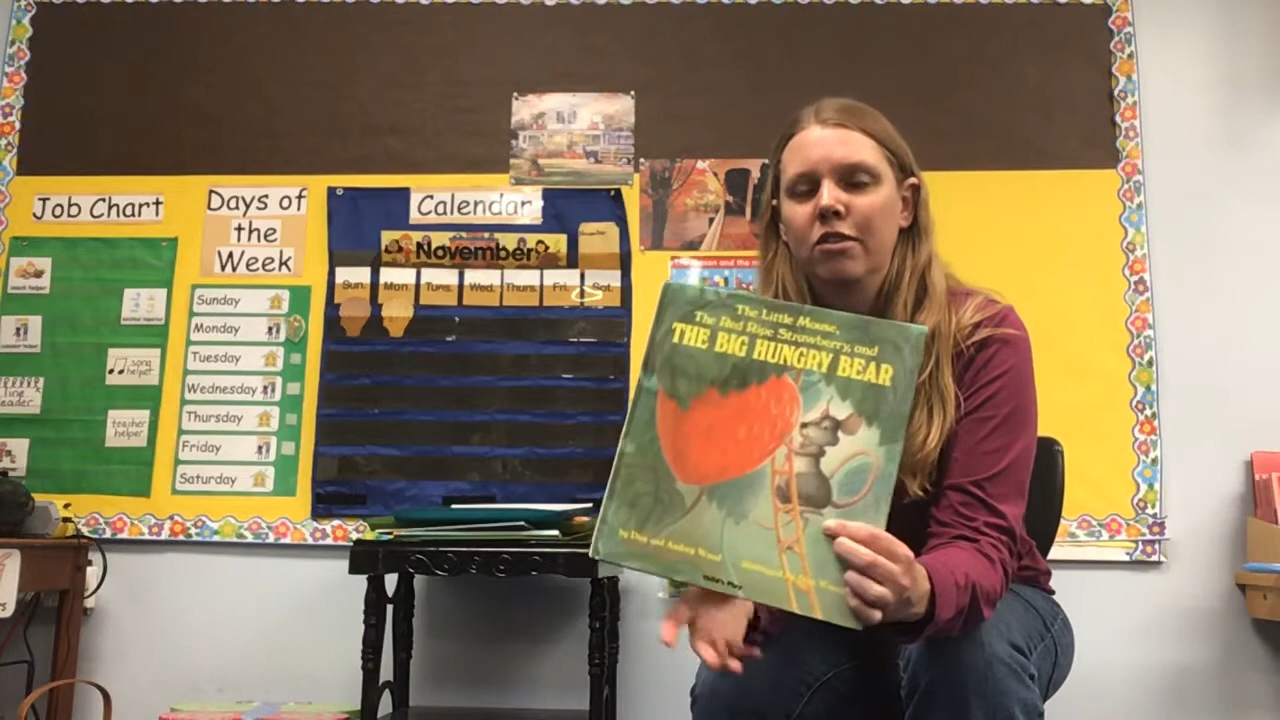 Job Chart
song
helper
line
leader
teacher
helper
Days of
the
Week
Sunday
Monday
Tuesday
Wednesday
Thursday
Friday
Saturday
Calendar
November
Sun. Mon. Tues. Wed. Thurs. Fri. Sat.
The Little Mouse,
The Red Ripe Strawberry, and
THE BIG HUNGRY BEAR
by Don and Audrey Wood
Child's Play